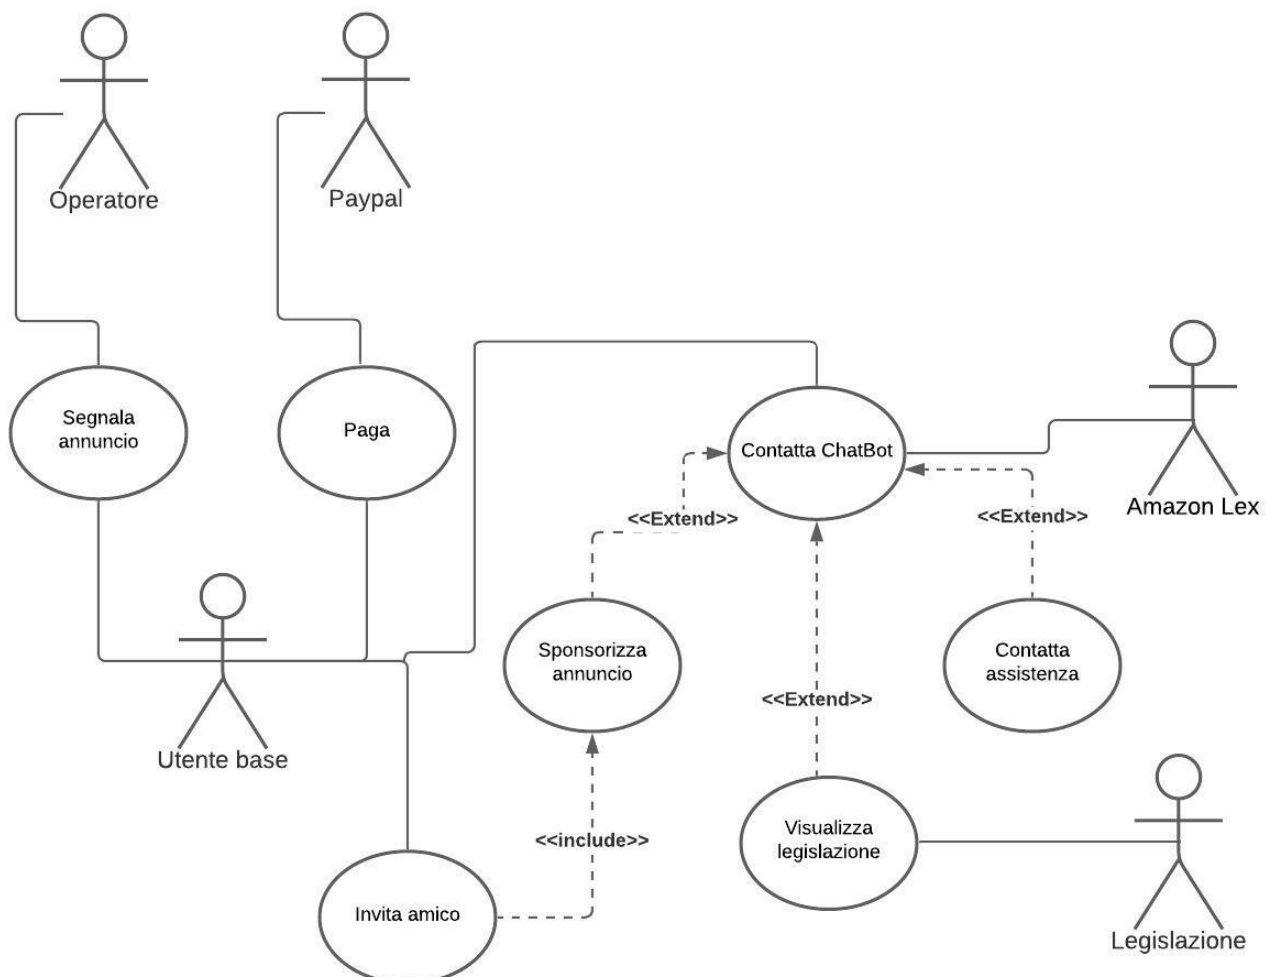 Operatore
Paypal
Segnala
annuncio
Paga
Contatta ChatBot
<<Extend>>
<<Extend>>
Amazon Lex
Sponsorizza
annuncio
Contatta
assistenza
<<Extend>>
Utente base
<<include>>
Visualizza
legislazione
Invita amico
Legislazione